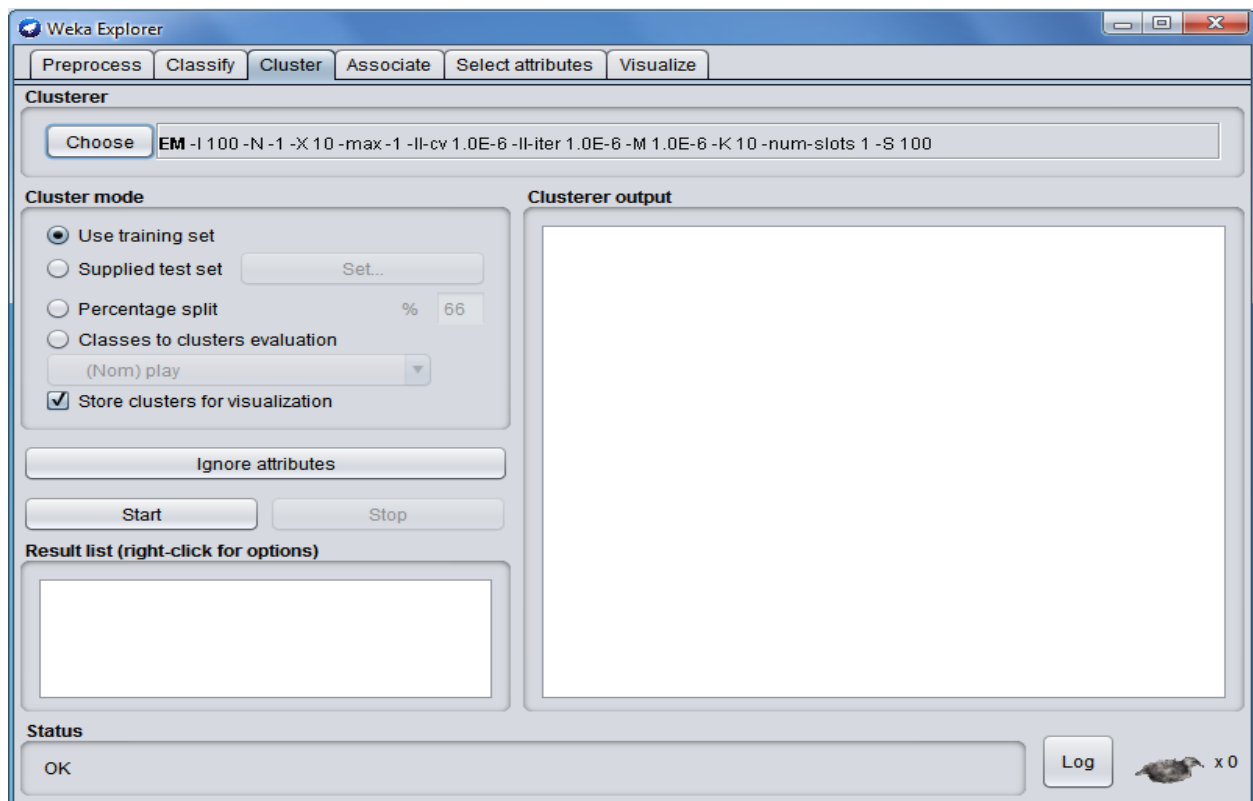 Weka Explorer
Preprocess Classify Cluster Associate Select attributes Visualize
Clusterer
Choose EM -I 100 -N -1 -X 10 -max -1 -ll-cv 1.0E-6 -ll-iter 1.0E-6 -M 1.0E-6 -K 10 -num-slots 1 -S 100
Cluster mode
Use training set
Supplied test set Set...
Percentage split % 66
Classes to clusters evaluation
(Nom) play
Store clusters for visualization
Ignore attributes
Start Stop
Result list (right-click for options)
Clusterer output
Status
OK
Log x 0